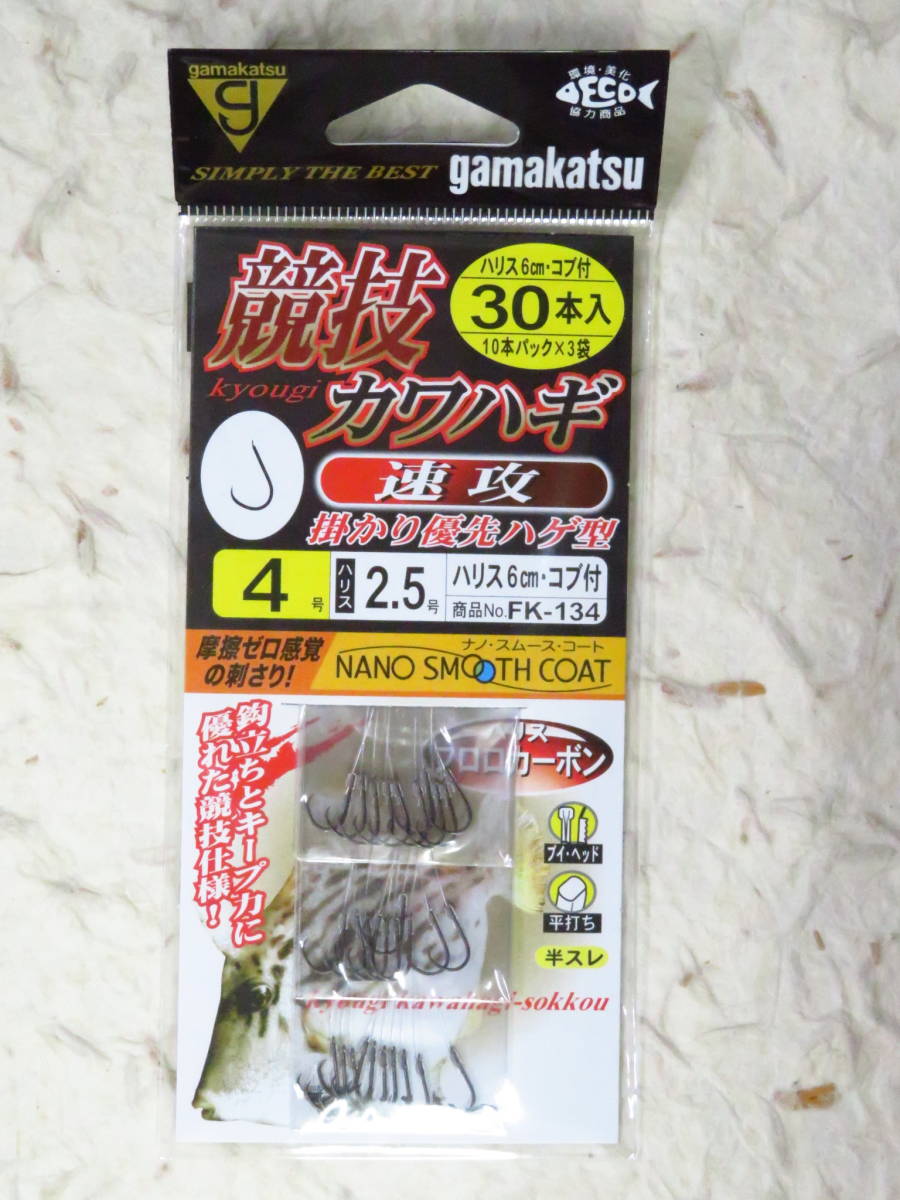 gamakatsu
g
SIMPLY THE BEST
gamakatsu
環境・美化
ECO
協力商品
競技
kyougi
カワハギ
ハリス6cm・コブ付
30本入
10本パック×3袋
速攻
掛かり優先ハゲ型
4号
ハリス
2.5号
ハリス6cm・コブ付
商品No.FK-134
摩擦ゼロ感覚
の刺さり!
ナノ・スムース・コート
NANO SMOOTH COAT
鈎立ちとキープ力に
優れた競技仕様!
ハリス
フロロカーボン
ブイ・ヘッド
平打ち
半スレ
kyougi kawahagi-sokkou